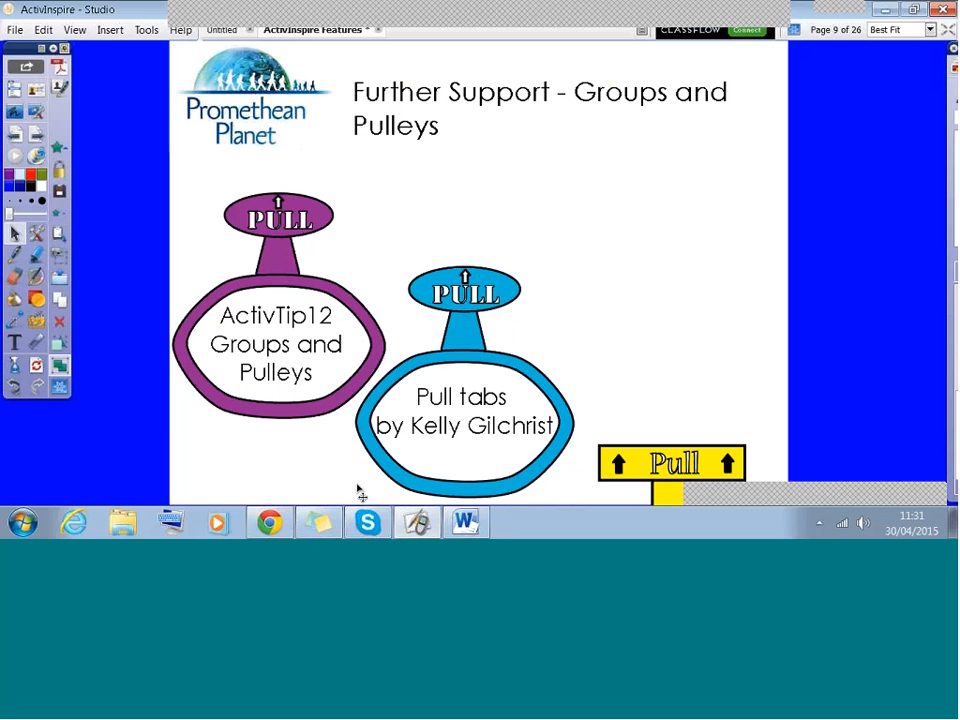 ActivInspire - Studio
File Edit View Insert Tools Help
Untitled ActivInspire Features * CLASSFLOW Connect Page 9 of 26 Best Fit
Promethean
Planet
Further Support - Groups and
Pulleys
PULL
ActivTip12
Groups and
Pulleys
PULL
Pull tabs
by Kelly Gilchrist
Pull
11:31
30/04/2015